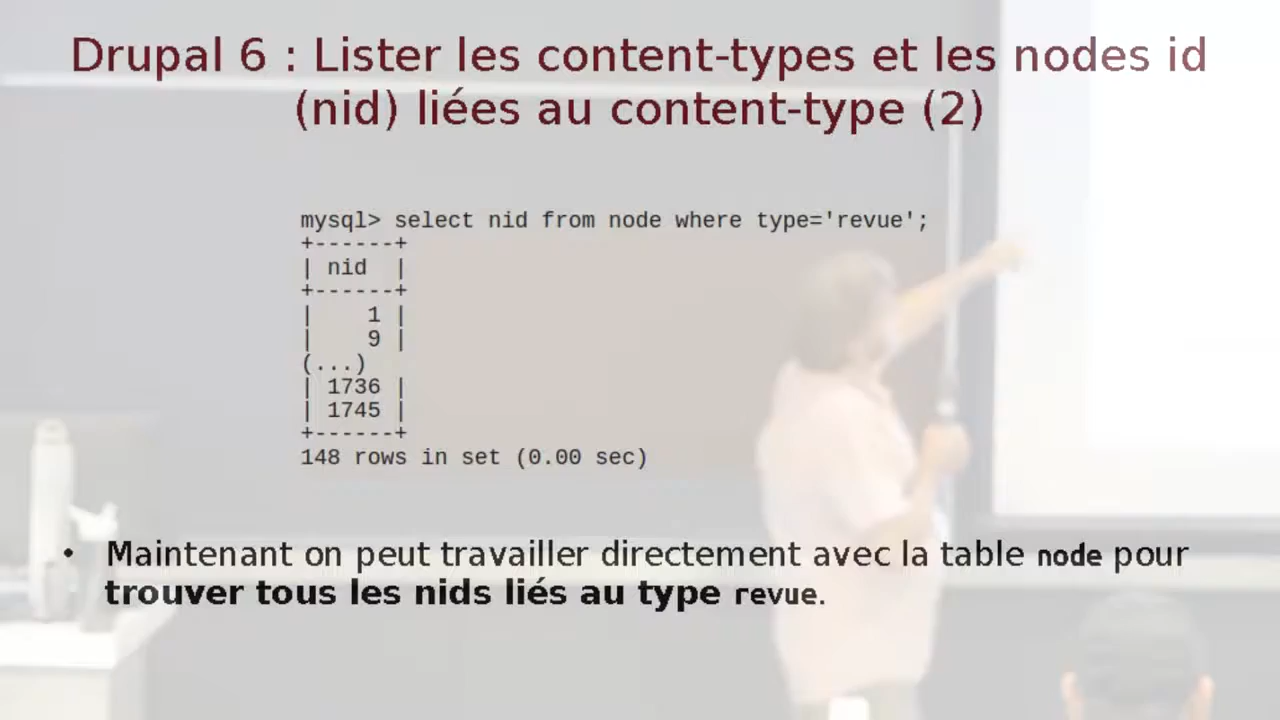 Drupal 6 : Lister les content-types et les nodes id
(nid) liées au content-type (2)
mysql> select nid from node where type='revue';
+------+
| nid  |
+------+
|    1 |
|    9 |
(...)
| 1736 |
| 1745 |
+------+
148 rows in set (0.00 sec)
• Maintenant on peut travailler directement avec la table node pour
trouver tous les nids liés au type revue.